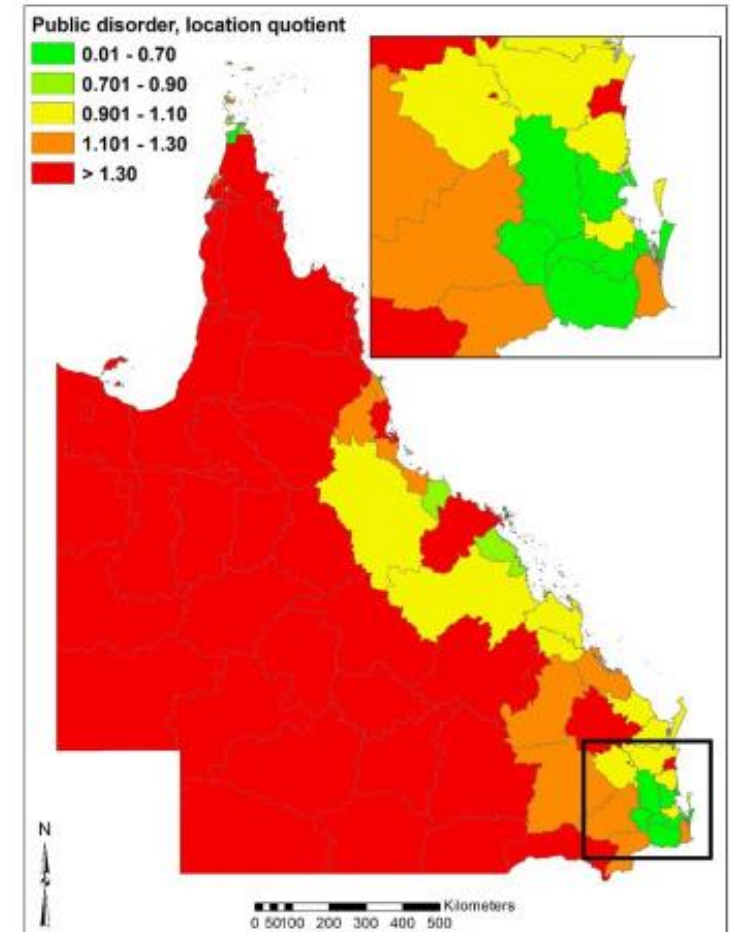 Public disorder, location quotient
0.01 - 0.70
0.701 - 0.90
0.901 - 1.10
1.101 - 1.30
> 1.30
N
Kilometers
0 50100 200 300 400 500